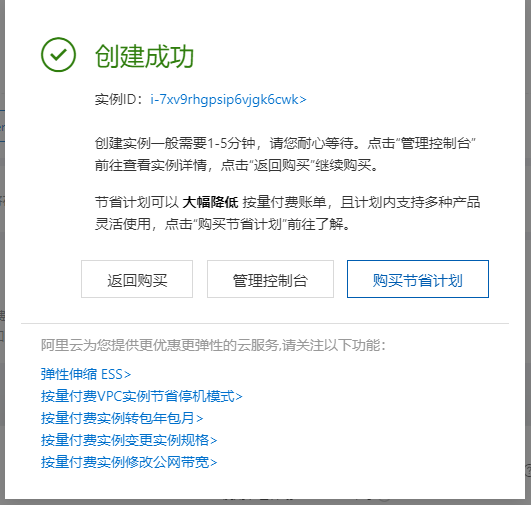 创建成功
实例ID：i-7xv9rhgpsip6vjgk6cwk>
创建实例一般需要1-5分钟，请您耐心等待。点击“管理控制台”
前往查看实例详情，点击“返回购买”继续购买。
节省计划可以 大幅降低 按量付费账单，且计划内支持多种产品
灵活使用，点击“购买节省计划”前往了解。
返回购买 管理控制台 购买节省计划
阿里云为您提供更优惠更弹性的云服务,请关注以下功能：
弹性伸缩 ESS>
按量付费VPC实例节省停机模式>
按量付费实例转包年包月>
按量付费实例变更实例规格>
按量付费实例修改公网带宽>